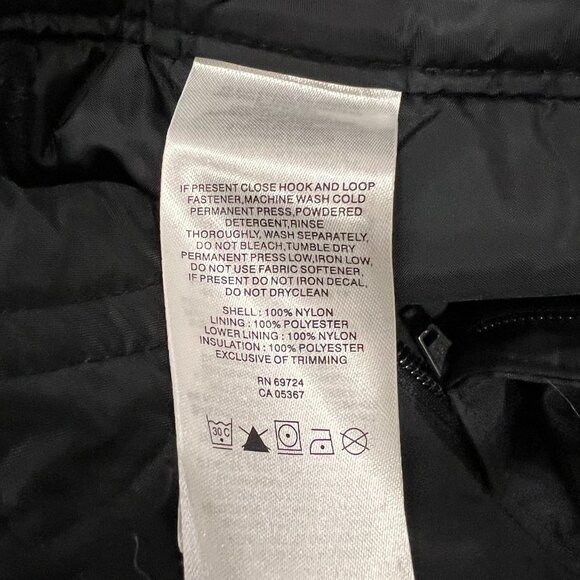 IF PRESENT CLOSE HOOK AND LOOP
FASTENER,MACHINE WASH COLD
PERMANENT PRESS,POWDERED
DETERGENT,RINSE
THOROUGHLY, WASH SEPARATELY,
DO NOT BLEACH,TUMBLE DRY
PERMANENT PRESS LOW,IRON LOW,
DO NOT USE FABRIC SOFTENER,
IF PRESENT DO NOT IRON DECAL,
DO NOT DRYCLEAN
SHELL : 100% NYLON
LINING : 100% POLYESTER
LOWER LINING : 100% NYLON
INSULATION : 100% POLYESTER
EXCLUSIVE OF TRIMMING
RN 69724
CA 05367
30 C